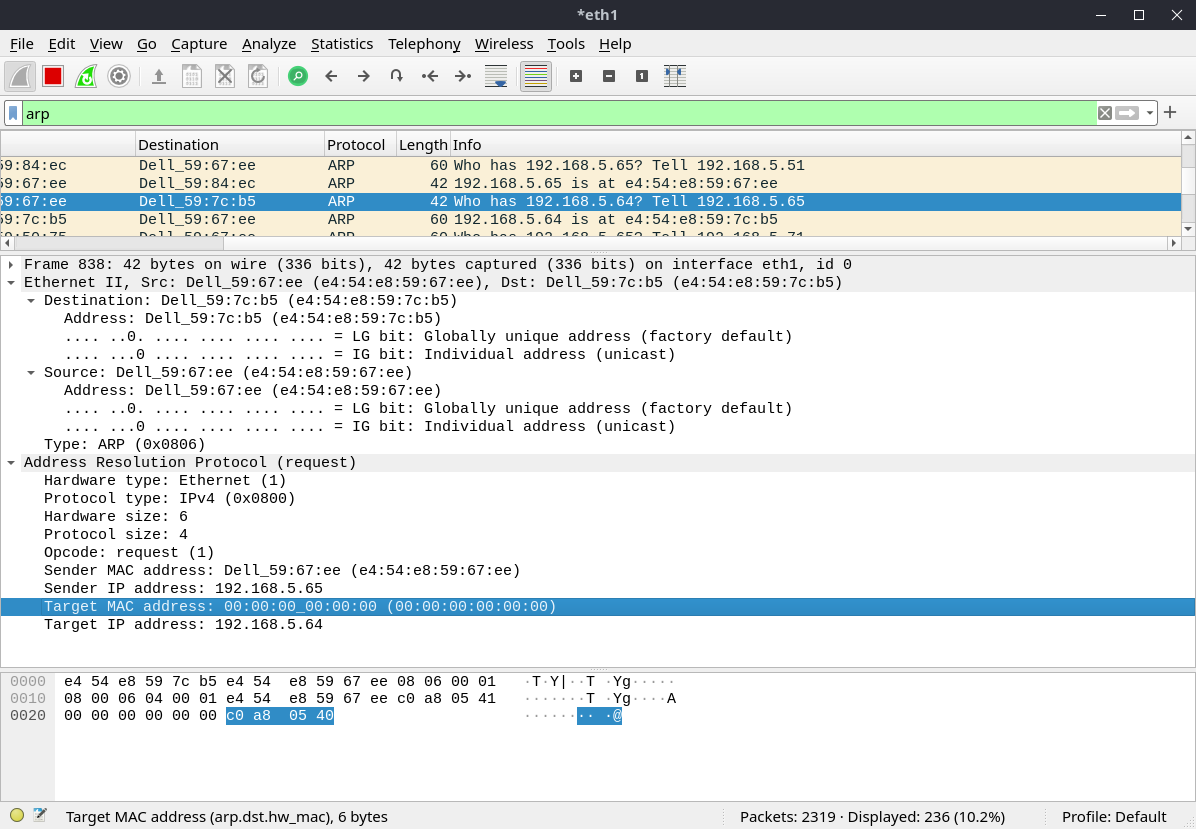 *eth1
File Edit View Go Capture Analyze Statistics Telephony Wireless Tools Help
arp
Destination Protocol Length Info
59:84:ec Dell_59:67:ee ARP 60 Who has 192.168.5.65? Tell 192.168.5.51
59:67:ee Dell_59:84:ec ARP 42 192.168.5.65 is at e4:54:e8:59:67:ee
59:67:ee Dell_59:7c:b5 ARP 42 Who has 192.168.5.64? Tell 192.168.5.65
59:7c:b5 Dell_59:67:ee ARP 60 192.168.5.64 is at e4:54:e8:59:7c:b5
Dell_59:67:ee ARP 60 Who has 192.168.5.65? Tell 192.168.5.71
Frame 838: 42 bytes on wire (336 bits), 42 bytes captured (336 bits) on interface eth1, id 0
Ethernet II, Src: Dell_59:67:ee (e4:54:e8:59:67:ee), Dst: Dell_59:7c:b5 (e4:54:e8:59:7c:b5)
Destination: Dell_59:7c:b5 (e4:54:e8:59:7c:b5)
Address: Dell_59:7c:b5 (e4:54:e8:59:7c:b5)
.... ..0. .... .... .... .... = LG bit: Globally unique address (factory default)
.... ...0 .... .... .... .... = IG bit: Individual address (unicast)
Source: Dell_59:67:ee (e4:54:e8:59:67:ee)
Address: Dell_59:67:ee (e4:54:e8:59:67:ee)
.... ..0. .... .... .... .... = LG bit: Globally unique address (factory default)
.... ...0 .... .... .... .... = IG bit: Individual address (unicast)
Type: ARP (0x0806)
Address Resolution Protocol (request)
Hardware type: Ethernet (1)
Protocol type: IPv4 (0x0800)
Hardware size: 6
Protocol size: 4
Opcode: request (1)
Sender MAC address: Dell_59:67:ee (e4:54:e8:59:67:ee)
Sender IP address: 192.168.5.65
Target MAC address: 00:00:00_00:00:00 (00:00:00:00:00:00)
Target IP address: 192.168.5.64
0000 e4 54 e8 59 7c b5 e4 54 e8 59 67 ee 08 06 00 01 ·T·Y|··T ·Yg·····
0010 08 00 06 04 00 01 e4 54 e8 59 67 ee c0 a8 05 41 ·······T ·Yg····A
0020 00 00 00 00 00 00 c0 a8 05 40 ········ ·@
Target MAC address (arp.dst.hw_mac), 6 bytes Packets: 2319 · Displayed: 236 (10.2%) Profile: Default